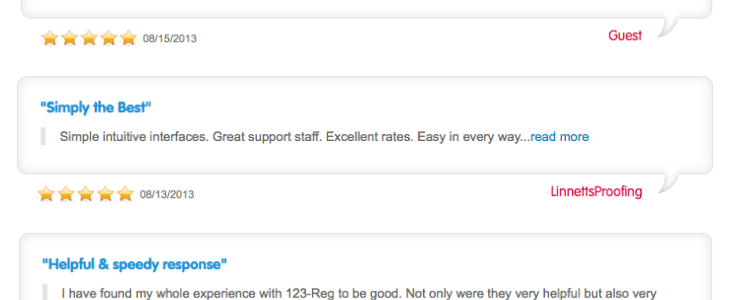 08/15/2013 Guest
"Simply the Best"
Simple intuitive interfaces. Great support staff. Excellent rates. Easy in every way...read more
08/13/2013 LinnettsProofing
"Helpful & speedy response"
I have found my whole experience with 123-Reg to be good. Not only were they very helpful but also very